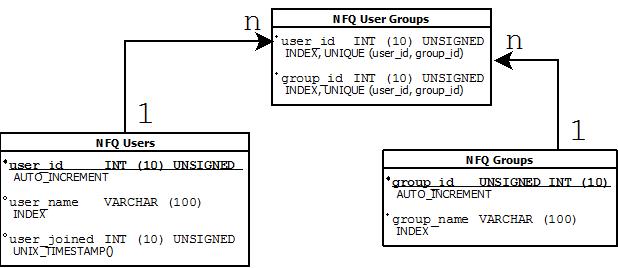 NFQ User Groups
user_id INT (10) UNSIGNED
INDEX, UNIQUE (user_id, group_id)
group_id INT (10) UNSIGNED
INDEX, UNIQUE (user_id, group_id)
n
n
1
1
NFQ Users
user_id INT (10) UNSIGNED
AUTO_INCREMENT
user_name VARCHAR (100)
INDEX
user_joined INT (10) UNSIGNED
UNIX_TIMESTAMP()
NFQ Groups
group_id UNSIGNED INT (10)
AUTO_INCREMENT
group_name VARCHAR (100)
INDEX